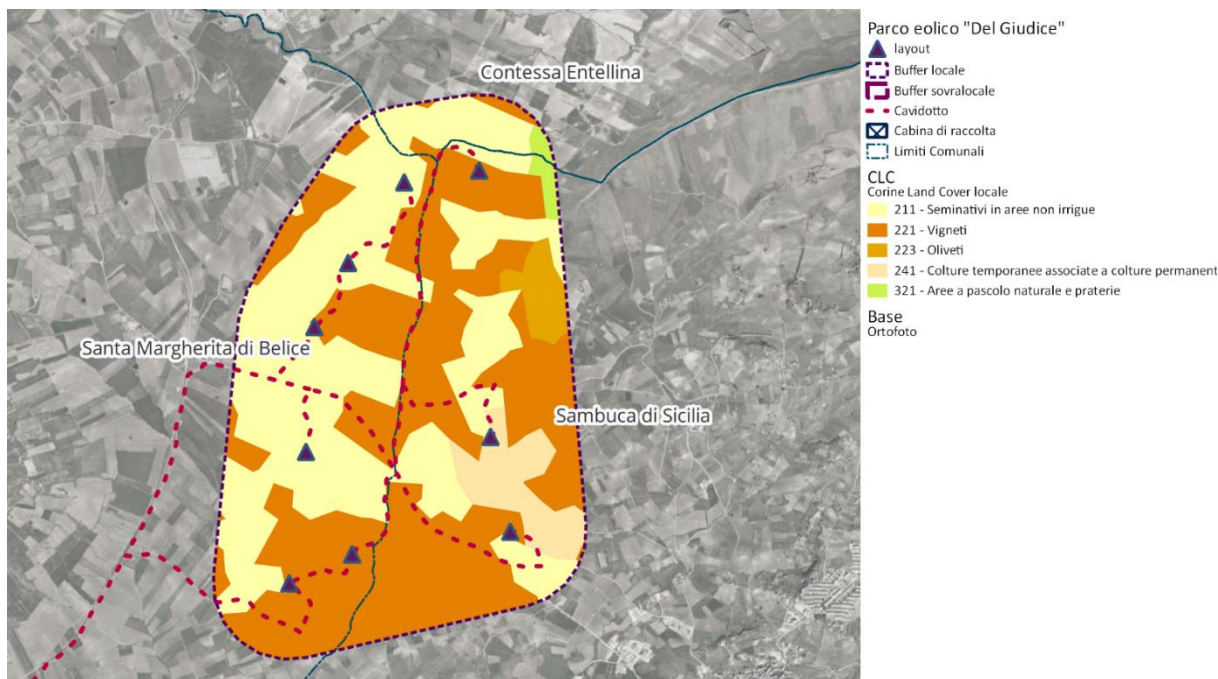 Contessa Entellina
Santa Margherita di Belice
Sambuca di Sicilia
Parco eolico "Del Giudice"
layout
Buffer locale
Buffer sovralocale
Cavidotto
Cabina di raccolta
Limiti Comunali
CLC
Corine Land Cover locale
211 - Seminativi in aree non irrigue
221 - Vigneti
223 - Oliveti
241 - Colture temporanee associate a colture permanent
321 - Aree a pascolo naturale e praterie
Base
Ortofoto